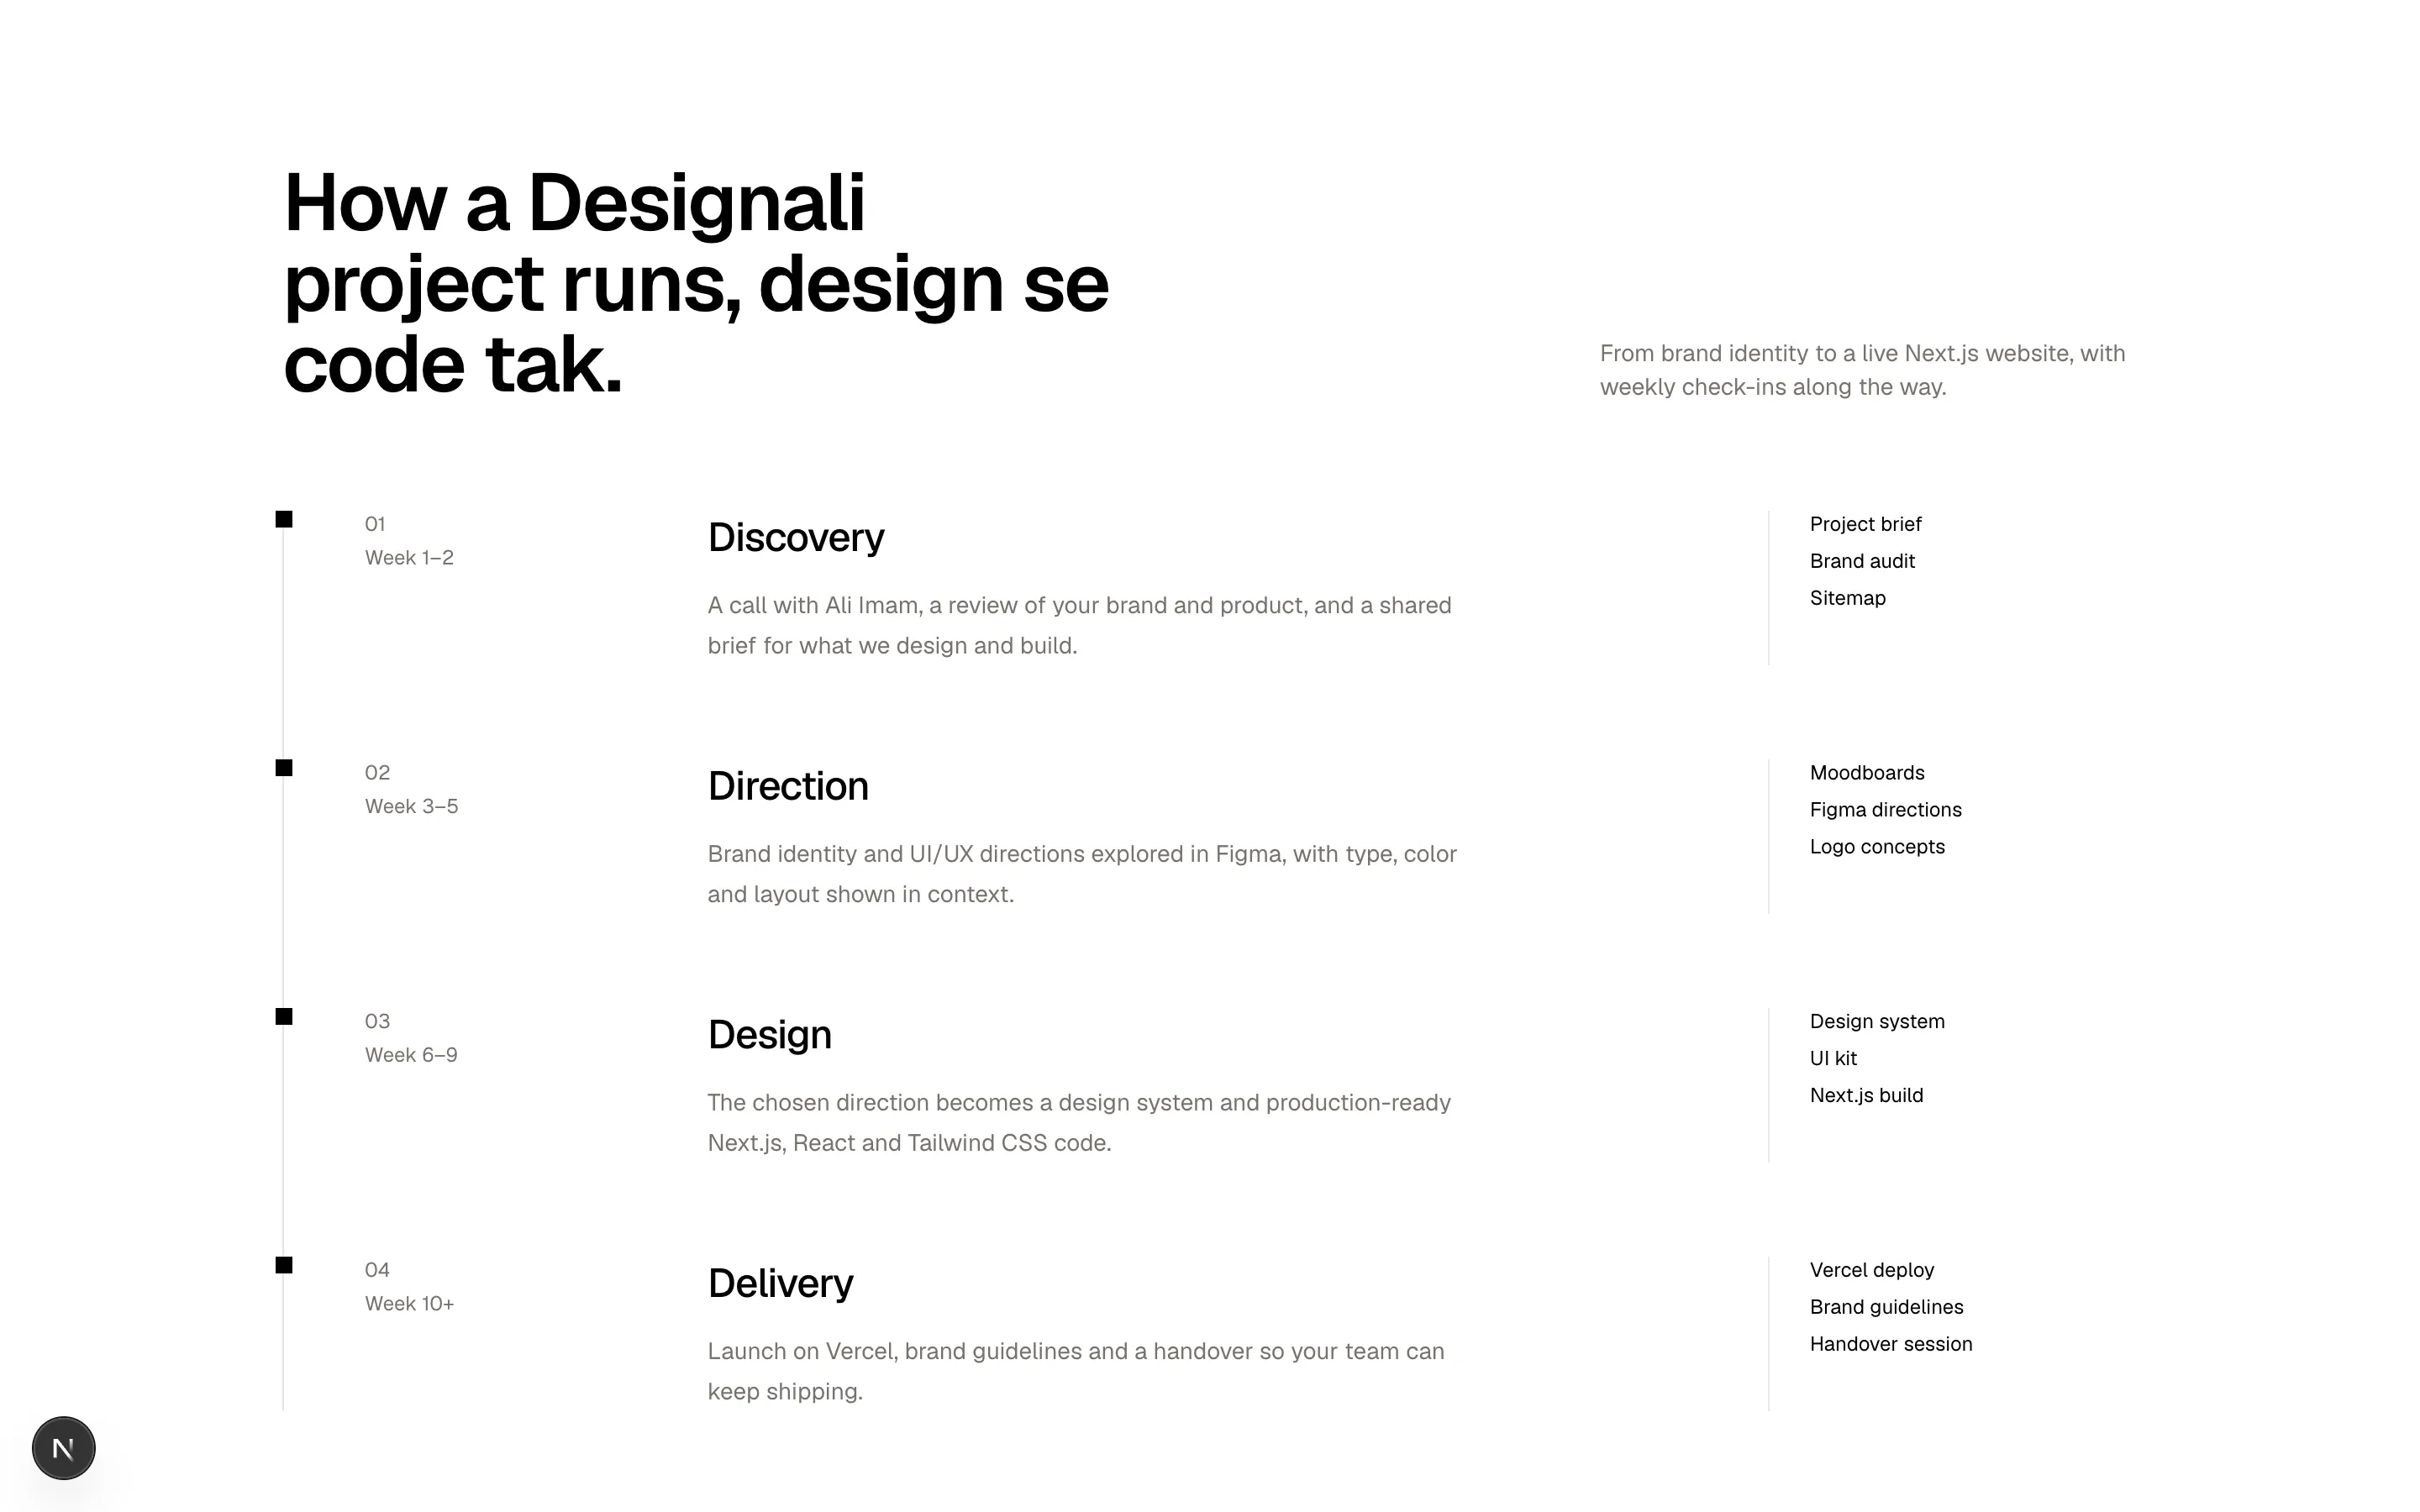 How a Designali
project runs, design se
code tak.
From brand identity to a live Next.js website, with
weekly check-ins along the way.
01
Week 1–2
Discovery
A call with Ali Imam, a review of your brand and product, and a shared
brief for what we design and build.
Project brief
Brand audit
Sitemap
02
Week 3–5
Direction
Brand identity and UI/UX directions explored in Figma, with type, color
and layout shown in context.
Moodboards
Figma directions
Logo concepts
03
Week 6–9
Design
The chosen direction becomes a design system and production-ready
Next.js, React and Tailwind CSS code.
Design system
UI kit
Next.js build
04
Week 10+
Delivery
Launch on Vercel, brand guidelines and a handover so your team can
keep shipping.
Vercel deploy
Brand guidelines
Handover session
N